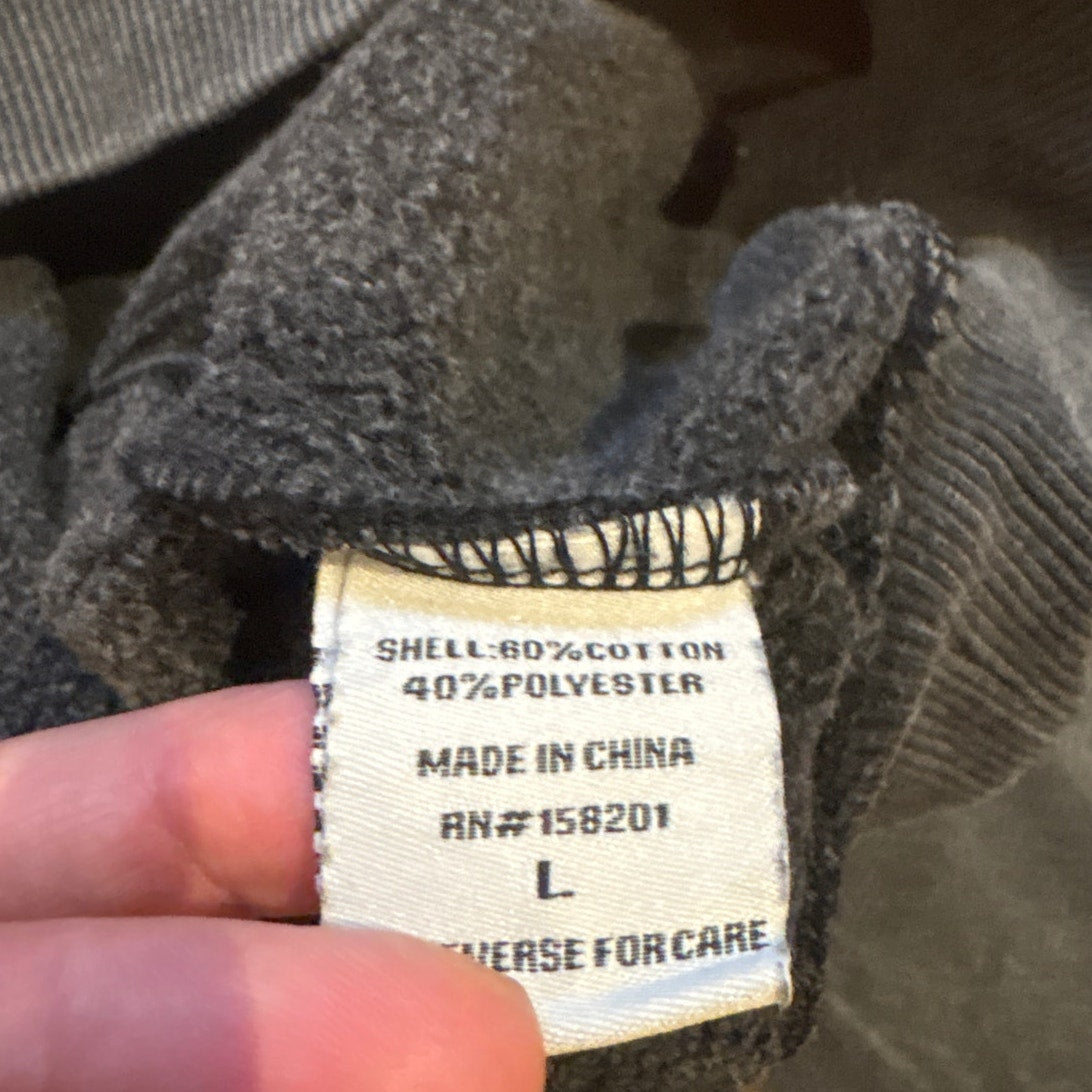 SHELL:60%COTTON
40%POLYESTER
MADE IN CHINA
RN#158201
L
FOR CARE